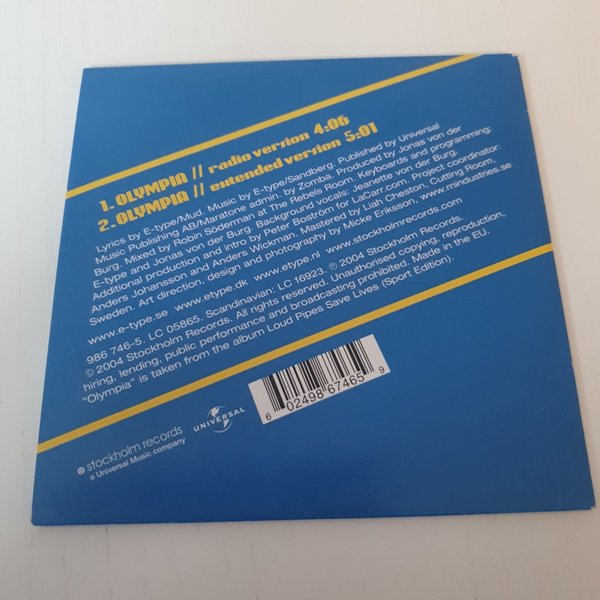 1. OLYMPIA // radio version 4:06
2. OLYMPIA // extended version 5:01
Lyrics by E-type/Mud. Music by E-type/Sandberg. Published by Universal
Music Publishing AB/Maratone admin. by Zomba. Produced by Jonas von der
Burg. Mixed by Robin Söderman at The Rebels Room. Keyboards and programming:
E-type and Jonas von der Burg. Background vocals: Jeanette von der Burg.
Additional production and intro by Peter Boström for LaCarr.com. Project coordinator:
Anders Johansson and Anders Wickman. Mastered by Liah Cheston, Cutting Room,
Sweden. Art direction, design and photography by Micke Eriksson, www.mindustries.se
www.e-type.se www.etype.dk www.etype.nl www.stockholmrecords.com
986 746-5. LC 05865. Scandinavian: LC 16923. ℗ 2004 Stockholm Records.
© 2004 Stockholm Records. All rights reserved. Unauthorised copying, reproduction,
hiring, lending, public performance and broadcasting prohibited. Made in the EU.
"Olympia" is taken from the album Loud Pipes Save Lives (Sport Edition).
6 02498 67465 9
stockholm records
a Universal Music company
UNIVERSAL